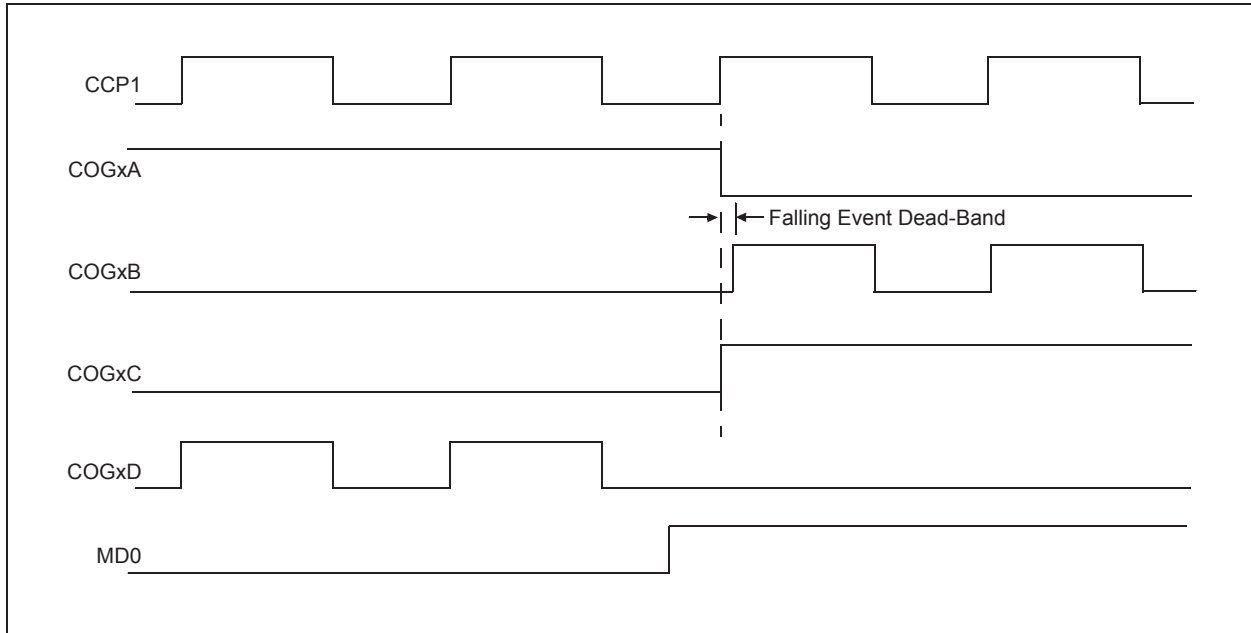 CCP1
COGxA
Falling Event Dead-Band
COGxB
COGxC
COGxD
MD0